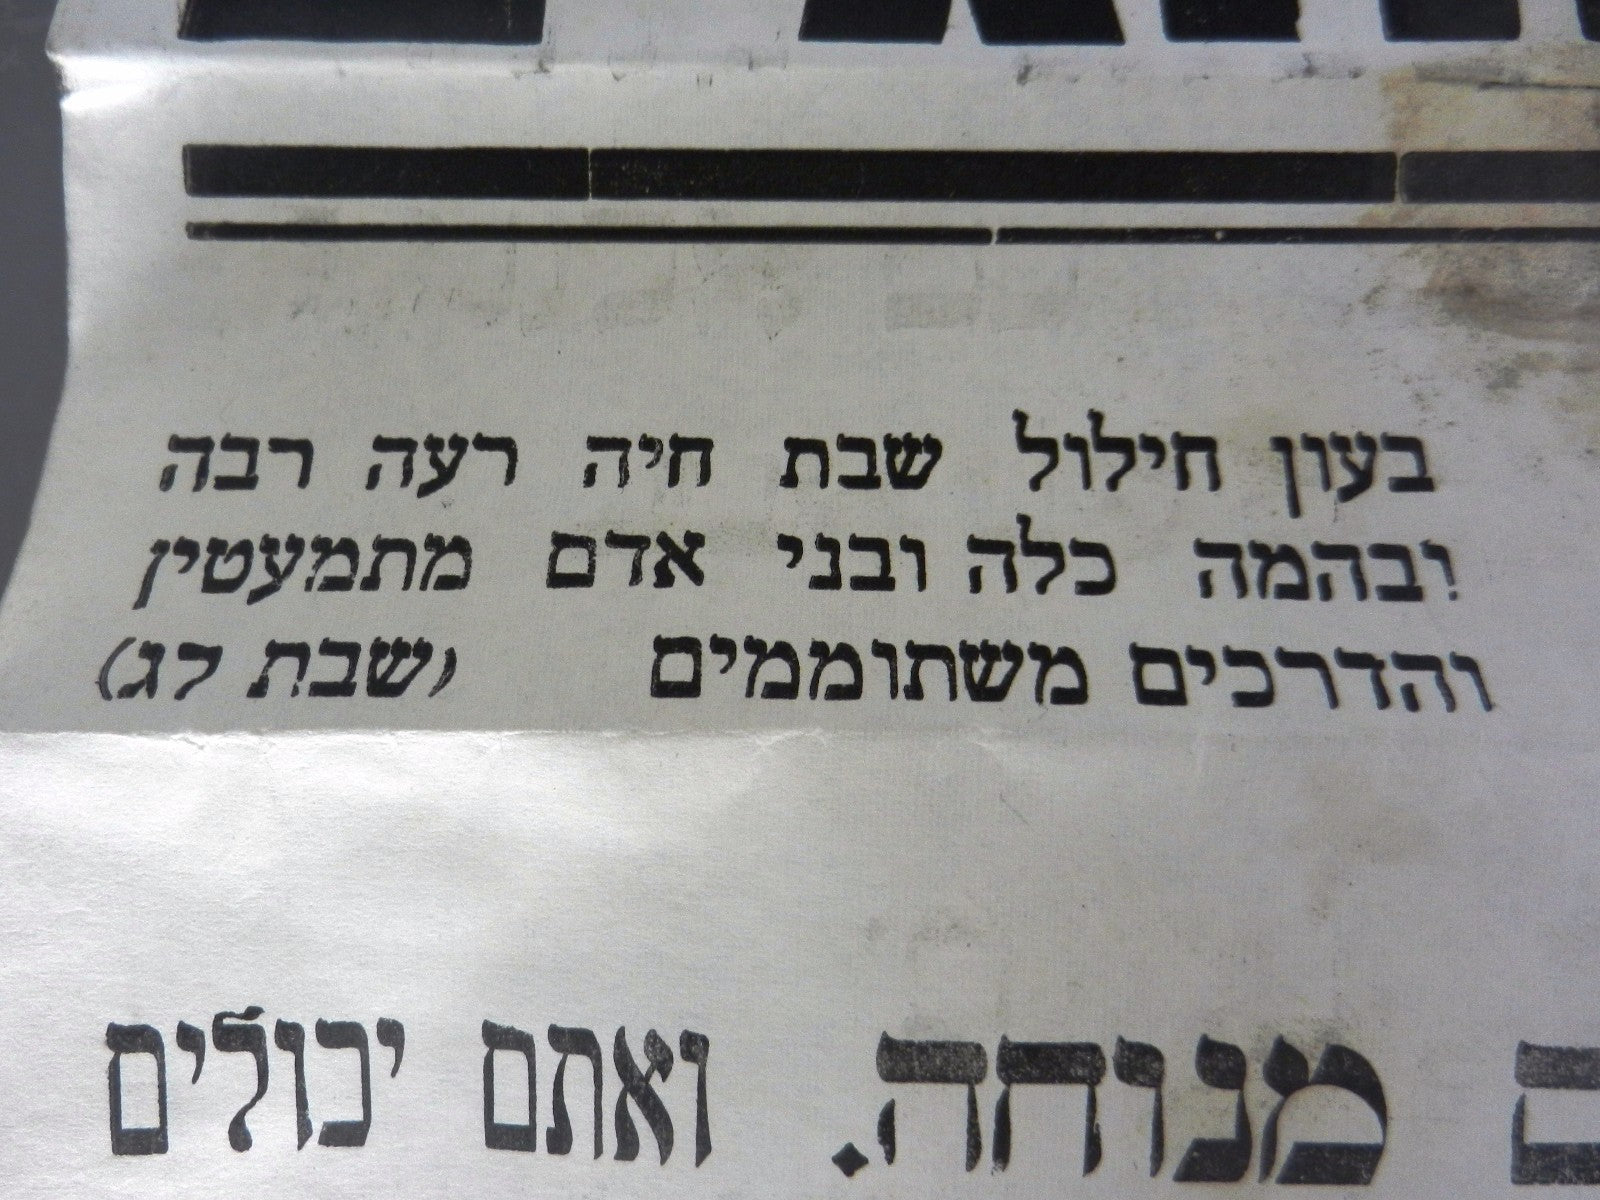 בעון חילול שבת חיה רעה רבה
ובהמה כלה ובני אדם מתמעטין
והדרכים משתוממים (שבת לג)
מנוחה. ואתם יכולים